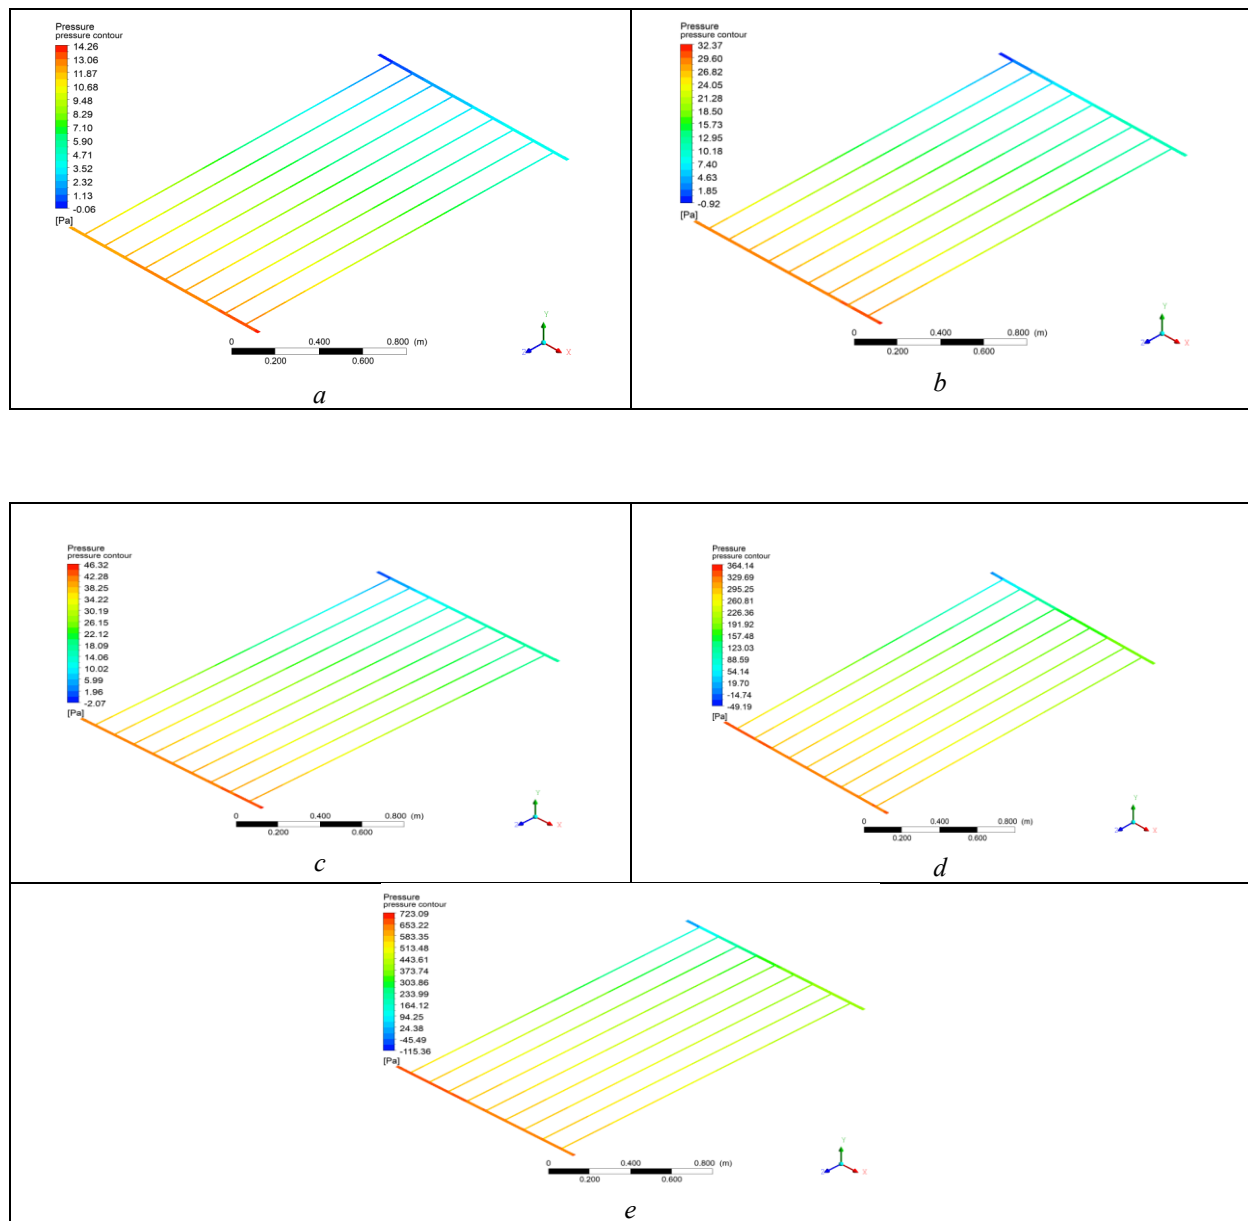 Pressure
pressure contour
14.26
13.06
11.87
10.68
9.48
8.29
7.10
5.90
4.71
3.52
2.32
1.13
-0.06
[Pa]
0 0.400 0.800 (m)
0.200 0.600
Y
Z X
a
Pressure
pressure contour
32.37
29.60
26.82
24.05
21.28
18.50
15.73
12.95
10.18
7.40
4.63
1.85
-0.92
[Pa]
0 0.400 0.800 (m)
0.200 0.600
Y
Z X
b
Pressure
pressure contour
46.32
42.28
38.25
34.22
30.19
26.15
22.12
18.09
14.06
10.02
5.99
1.96
-2.07
[Pa]
0 0.400 0.800 (m)
0.200 0.600
Y
Z X
c
Pressure
pressure contour
364.14
329.69
295.25
260.81
226.36
191.92
157.48
123.03
88.59
54.14
19.70
-14.74
-49.19
[Pa]
0 0.400 0.800 (m)
0.200 0.600
Y
Z X
d
Pressure
pressure contour
723.09
653.22
583.35
513.48
443.61
373.74
303.86
233.99
164.12
94.25
24.38
-45.49
-115.36
[Pa]
0 0.400 0.800 (m)
0.200 0.600
Y
Z X
e